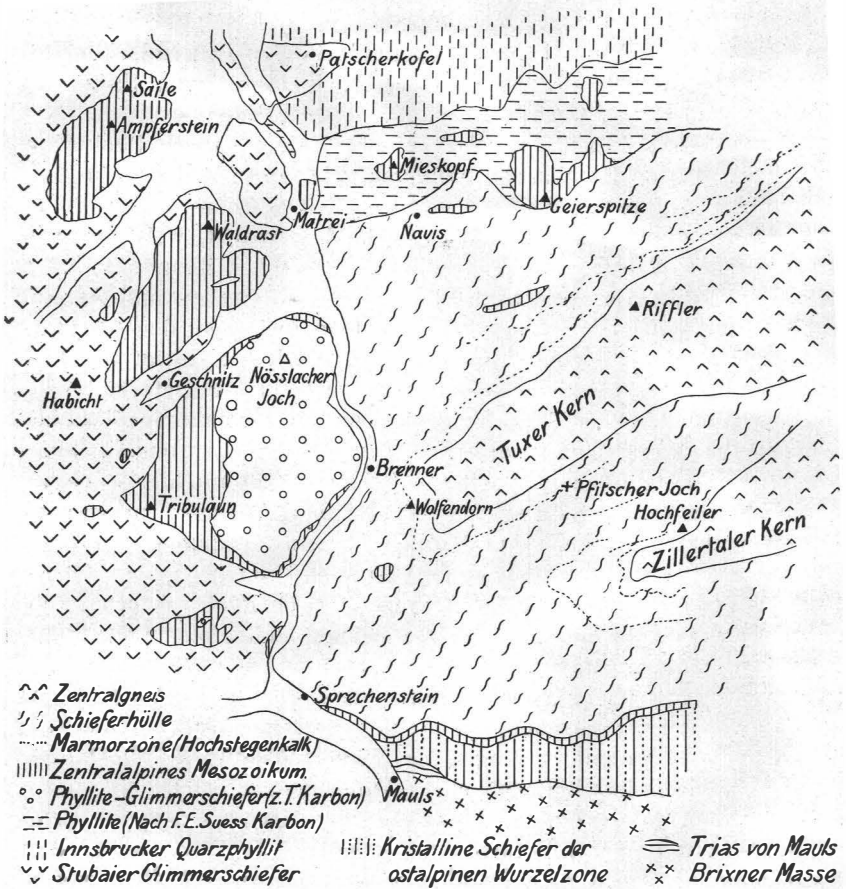 Patscherkofel
Saile
Ampferstein
Mieskopf
Matrei
Navis
Geierspitze
Waldrast
Riffler
Geschnitz
Nösslacher
Joch
Habicht
Tuxer Kern
Brenner
Pfitscher Joch
Wolfendorn
Hochfeiler
Tribulaun
Zillertaler Kern
Sprechenstein
Mauls
Zentralgneis
Schieferhülle
Marmorzone (Hochstegenkalk)
Zentralalpines Mesozoikum.
Phyllite-Glimmerschiefer (z.T. Karbon)
Phyllite (Nach F.E. Suess Karbon)
Innsbrucker Quarzphyllit
Stubaier Glimmerschiefer
Kristalline Schiefer der
ostalpinen Wurzelzone
Trias von Mauls
Brixner Masse